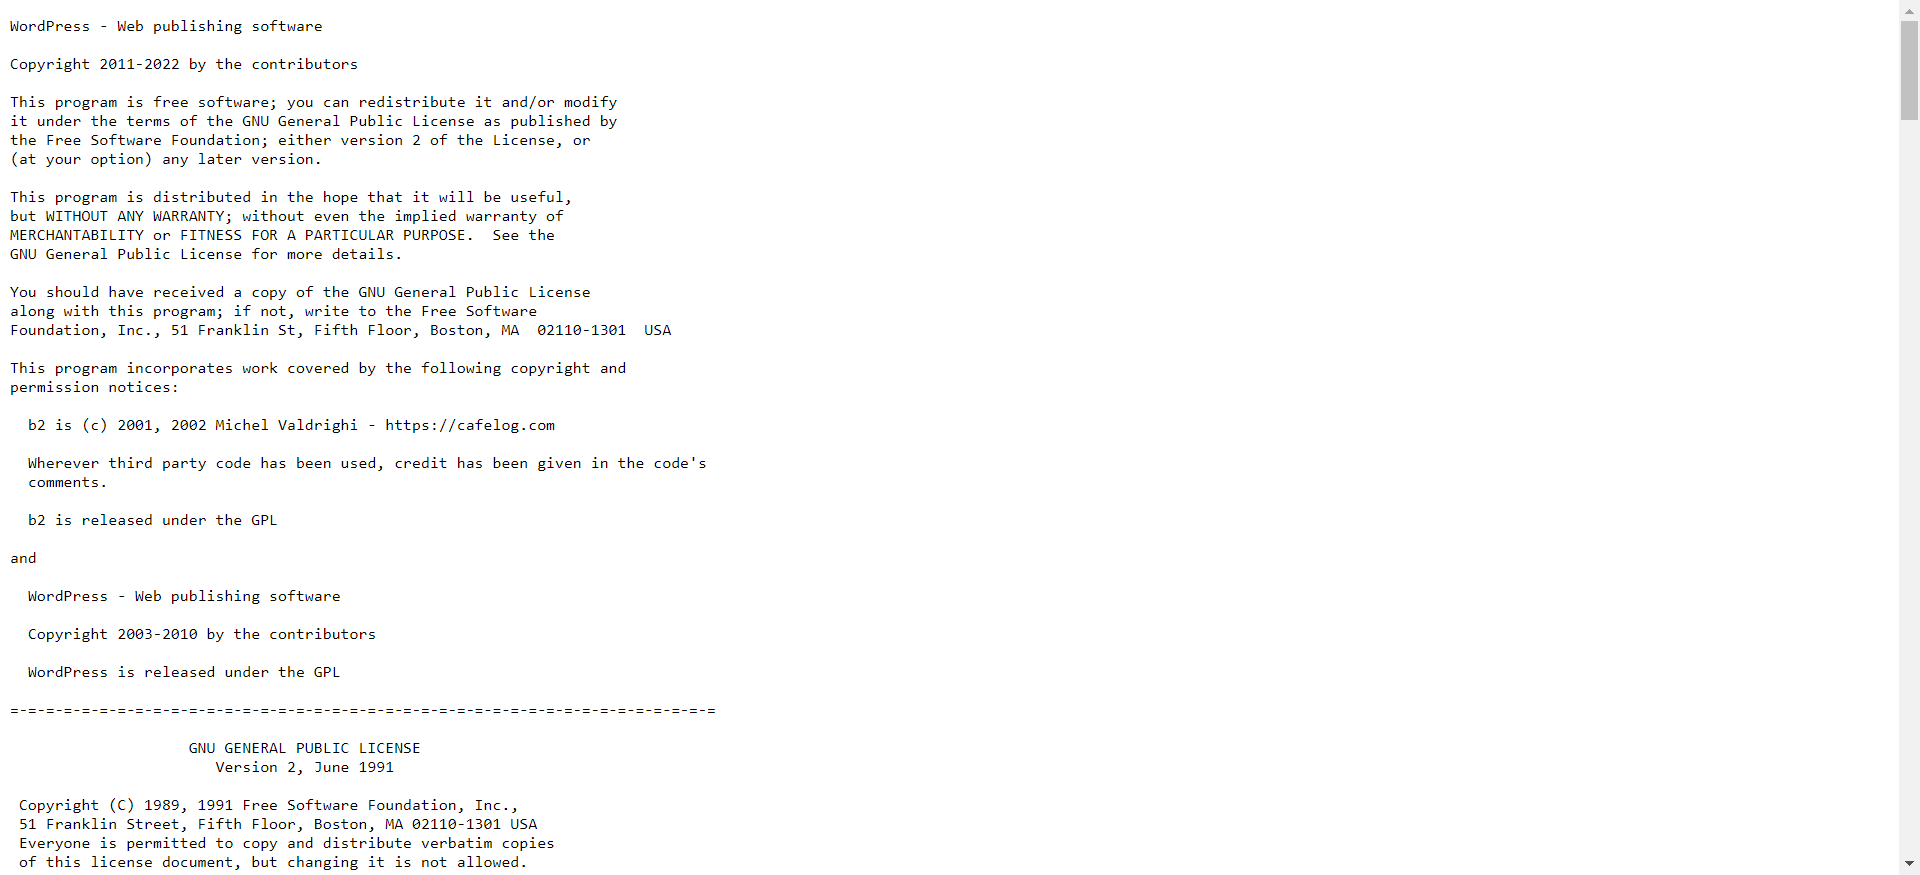 WordPress - Web publishing software

Copyright 2011-2022 by the contributors

This program is free software; you can redistribute it and/or modify
it under the terms of the GNU General Public License as published by
the Free Software Foundation; either version 2 of the License, or
(at your option) any later version.

This program is distributed in the hope that it will be useful,
but WITHOUT ANY WARRANTY; without even the implied warranty of
MERCHANTABILITY or FITNESS FOR A PARTICULAR PURPOSE.  See the
GNU General Public License for more details.

You should have received a copy of the GNU General Public License
along with this program; if not, write to the Free Software
Foundation, Inc., 51 Franklin St, Fifth Floor, Boston, MA  02110-1301  USA

This program incorporates work covered by the following copyright and
permission notices:

  b2 is (c) 2001, 2002 Michel Valdrighi - https://cafelog.com

  Wherever third party code has been used, credit has been given in the code's
  comments.

  b2 is released under the GPL

and

  WordPress - Web publishing software

  Copyright 2003-2010 by the contributors

  WordPress is released under the GPL

=-=-=-=-=-=-=-=-=-=-=-=-=-=-=-=-=-=-=-=-=-=-=-=-=-=-=-=-=-=-=-=-=-=-=-=-=-=-=-=

                    GNU GENERAL PUBLIC LICENSE
                       Version 2, June 1991

 Copyright (C) 1989, 1991 Free Software Foundation, Inc.,
 51 Franklin Street, Fifth Floor, Boston, MA 02110-1301 USA
 Everyone is permitted to copy and distribute verbatim copies
 of this license document, but changing it is not allowed.